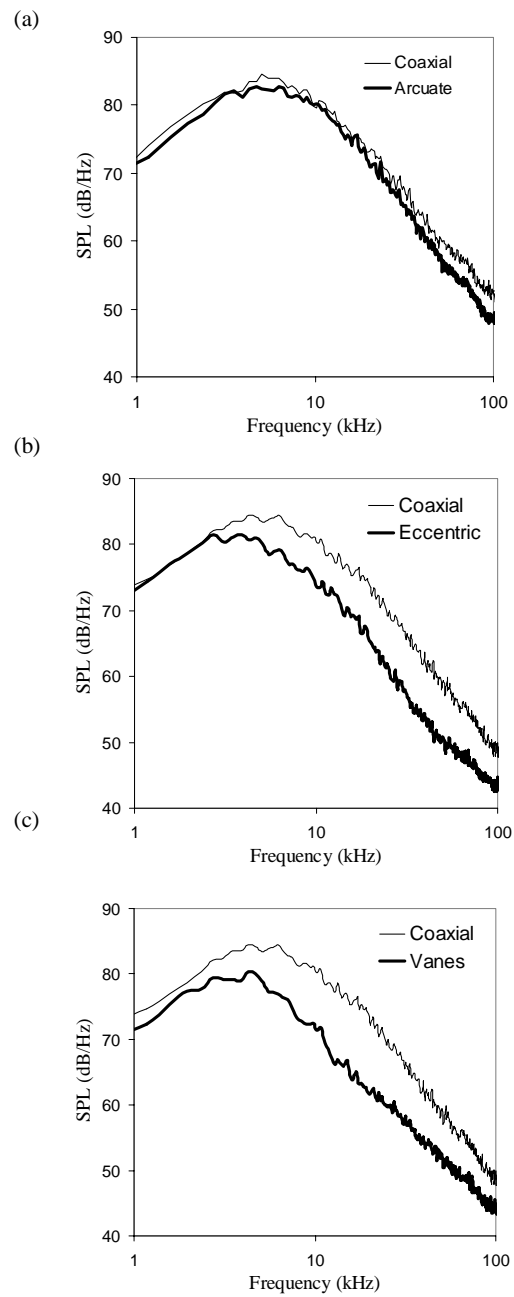 (a)
90
80
70
60
50
40
SPL (dB/Hz)
Coaxial
Arcuate
1
10
100
Frequency (kHz)
(b)
90
80
70
60
50
40
SPL (dB/Hz)
Coaxial
Eccentric
1
10
100
Frequency (kHz)
(c)
90
80
70
60
50
40
SPL (dB/Hz)
Coaxial
Vanes
1
10
100
Frequency (kHz)